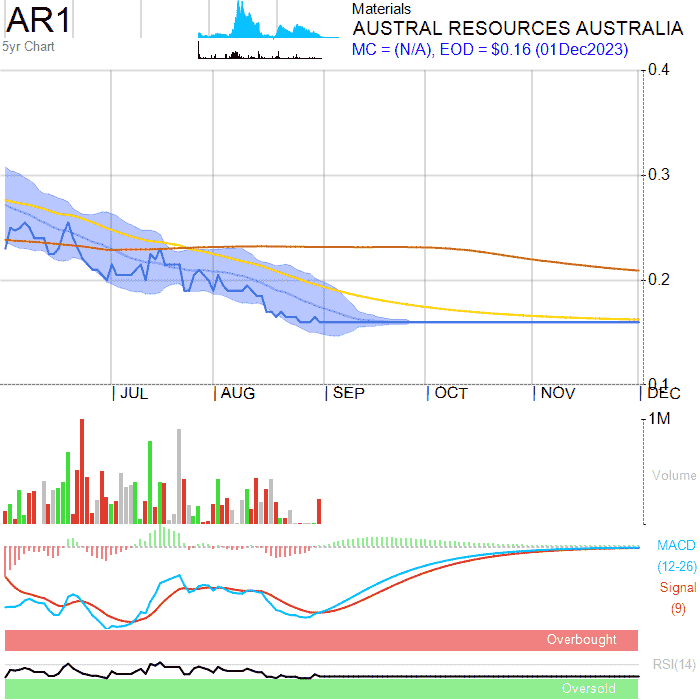 AR1
5yr Chart
Materials
AUSTRAL RESOURCES AUSTRALIA
MC = (N/A), EOD = $0.16 (01Dec2023)
0.4
0.3
0.2
0.1
JUL AUG SEP OCT NOV DEC
1M
Volume
MACD
(12-26)
Signal
(9)
Overbought
RSI(14)
Oversold